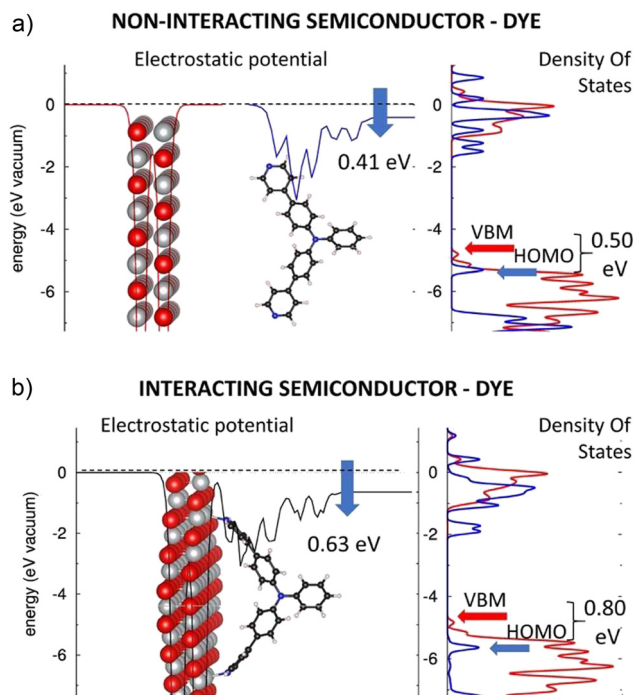 a)
NON-INTERACTING SEMICONDUCTOR - DYE
Electrostatic potential
Density Of
States
energy (eV vacuum)
0
-2
-4
-6
0.41 eV
0
-2
-4
-6
VBM
HOMO
0.50
eV
b)
INTERACTING SEMICONDUCTOR - DYE
Electrostatic potential
Density Of
States
energy (eV vacuum)
0
-2
-4
-6
0.63 eV
0
-2
-4
-6
VBM
HOMO
0.80
eV